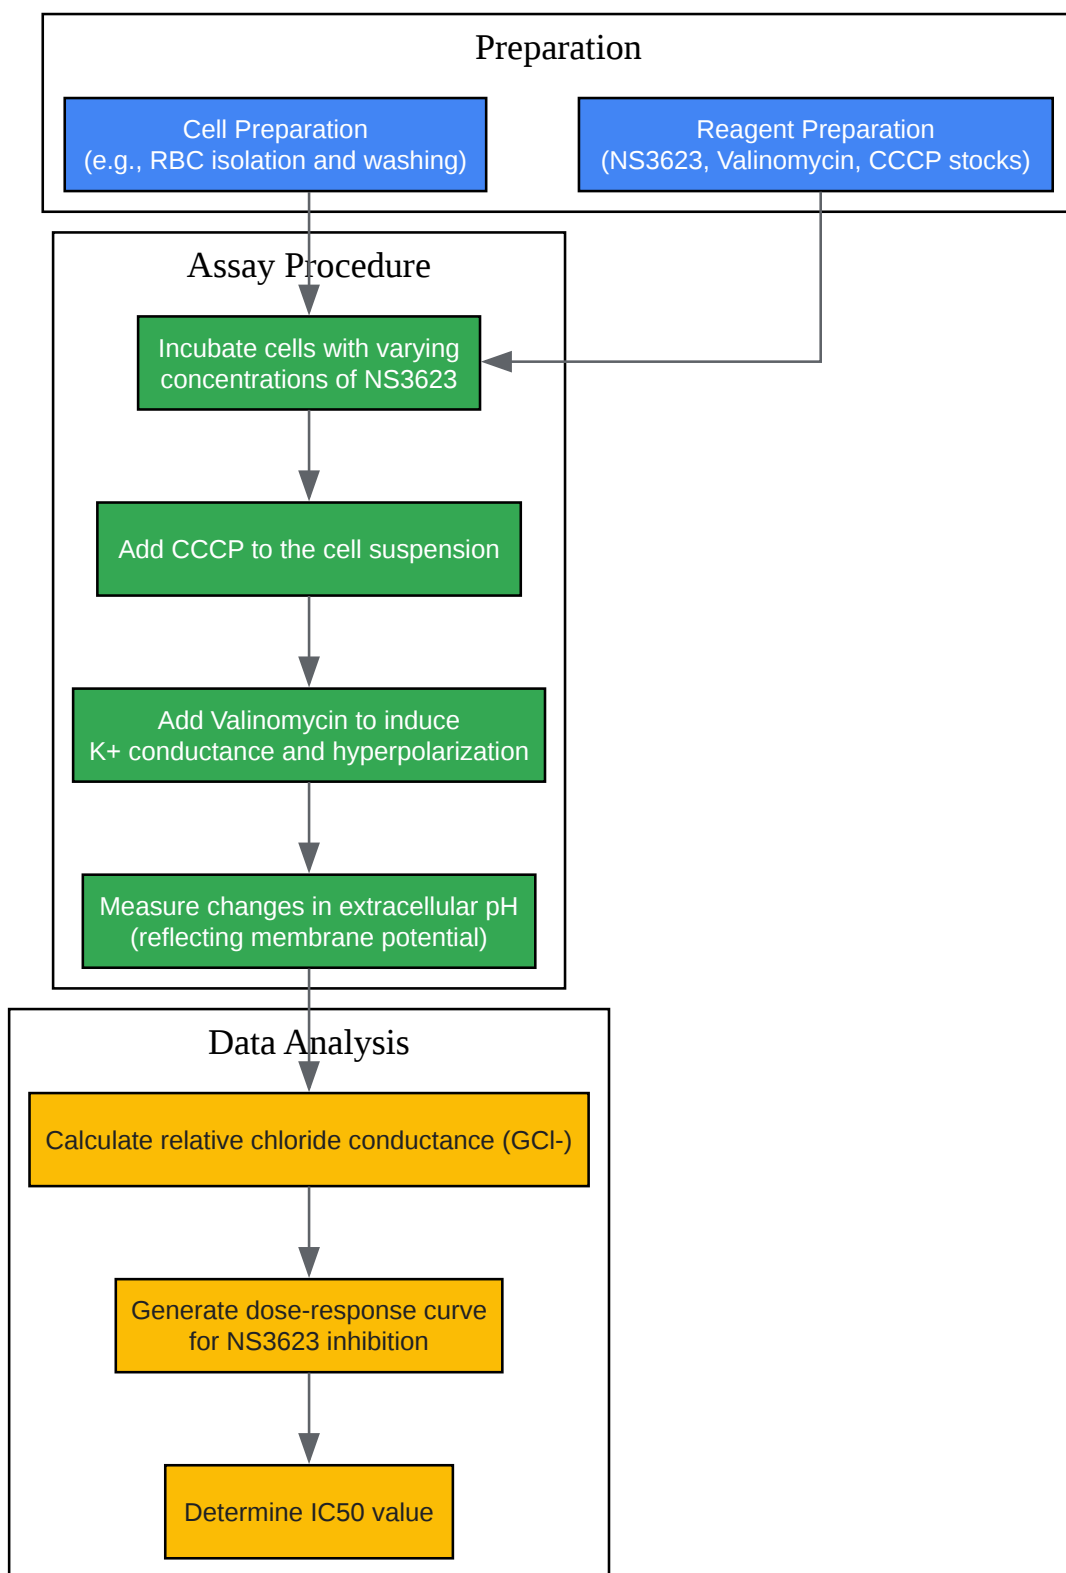 Preparation
Cell Preparation
(e.g., RBC isolation and washing)
Reagent Preparation
(NS3623, Valinomycin, CCCP stocks)
Assay Procedure
Incubate cells with varying
concentrations of NS3623
Add CCCP to the cell suspension
Add Valinomycin to induce
K+ conductance and hyperpolarization
Measure changes in extracellular pH
(reflecting membrane potential)
Data Analysis
Calculate relative chloride conductance (GCl-)
Generate dose-response curve
for NS3623 inhibition
Determine IC50 value